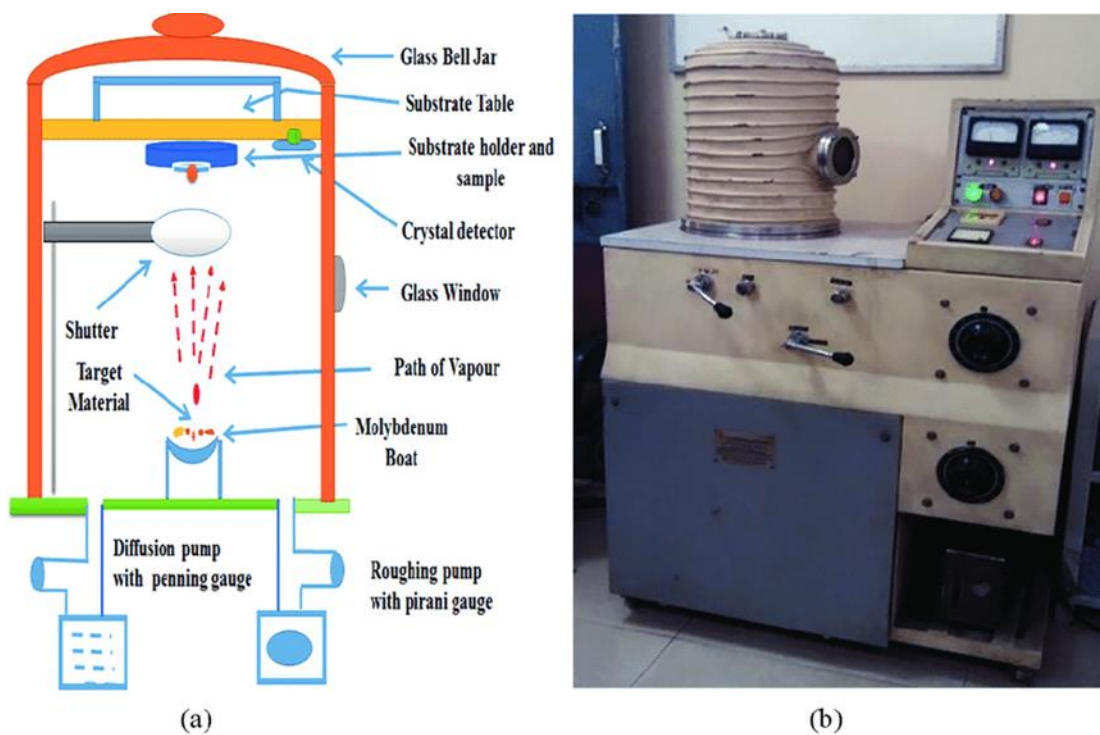 Glass Bell Jar
Substrate Table
Substrate holder and
sample
Crystal detector
Glass Window
Shutter
Target
Material
Path of Vapour
Molybdenum
Boat
Diffusion pump
with penning gauge
Roughing pump
with pirani gauge
(a)
(b)